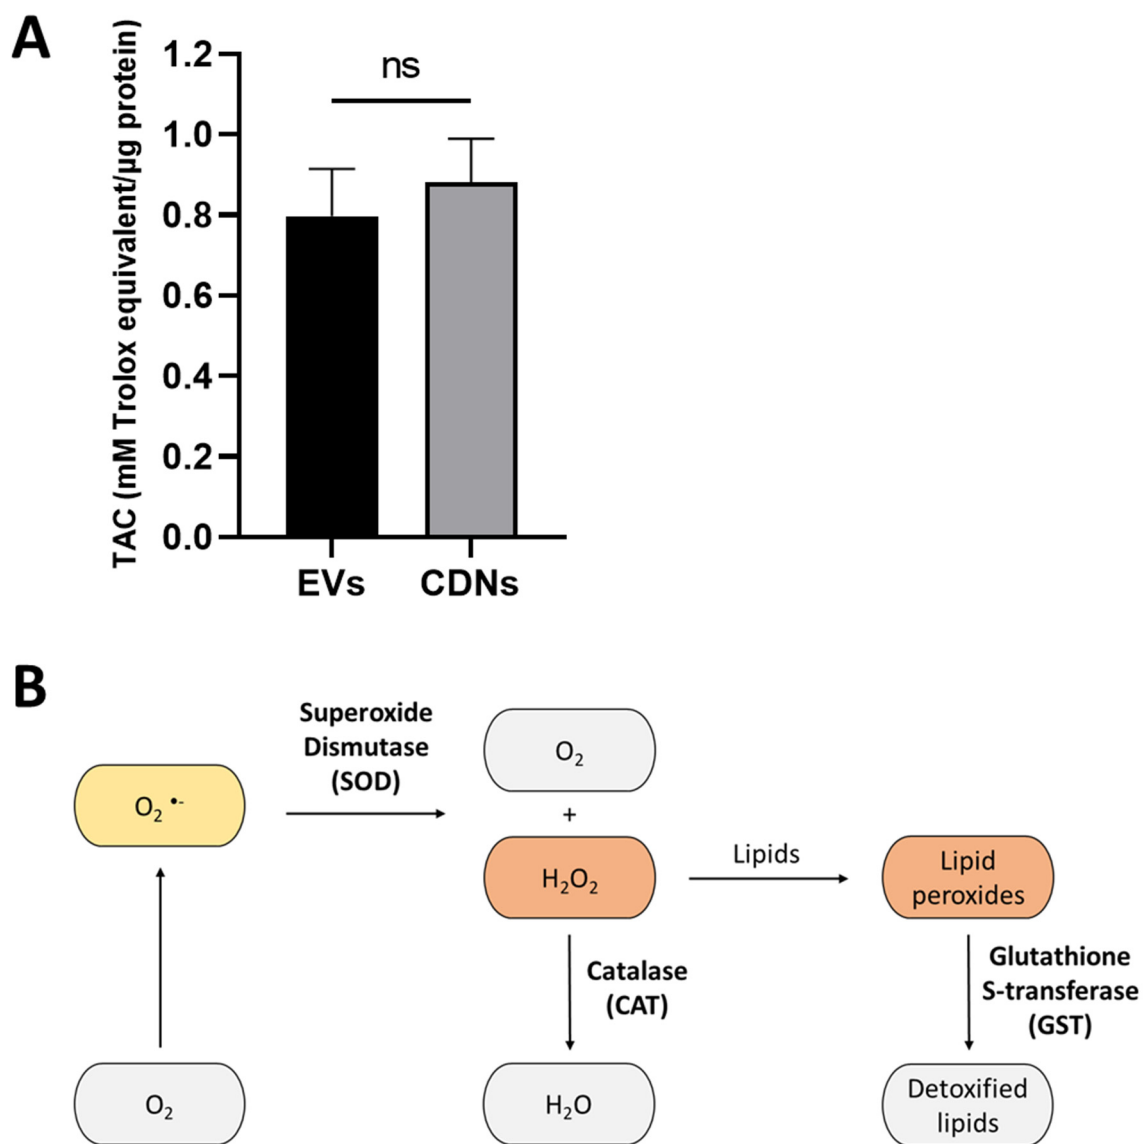 A
TAC (mM Trolox equivalent/µg protein)
1.2
1.0
0.8
0.6
0.4
0.2
0.0
ns
EVs CDNs
B
Superoxide
Dismutase
(SOD)
O₂ •-
O₂
+
H₂O₂
Lipids
Lipid
peroxides
Catalase
(CAT)
Glutathione
S-transferase
(GST)
O₂
H₂O
Detoxified
lipids